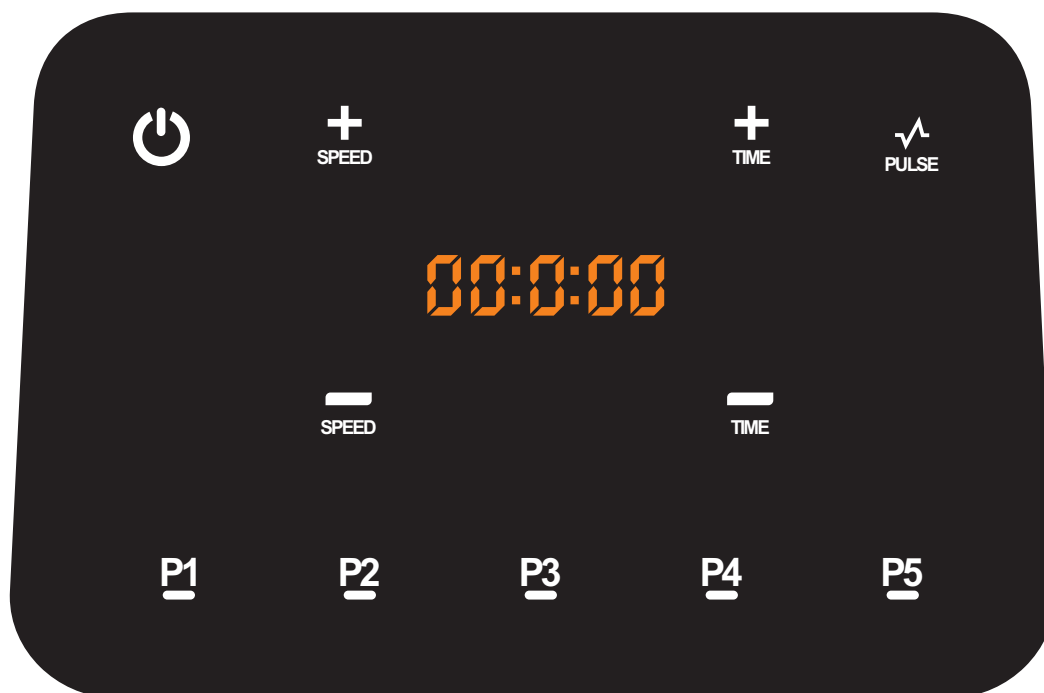 SPEED
TIME
PULSE
00:0:00
SPEED
TIME
P1
P2
P3
P4
P5